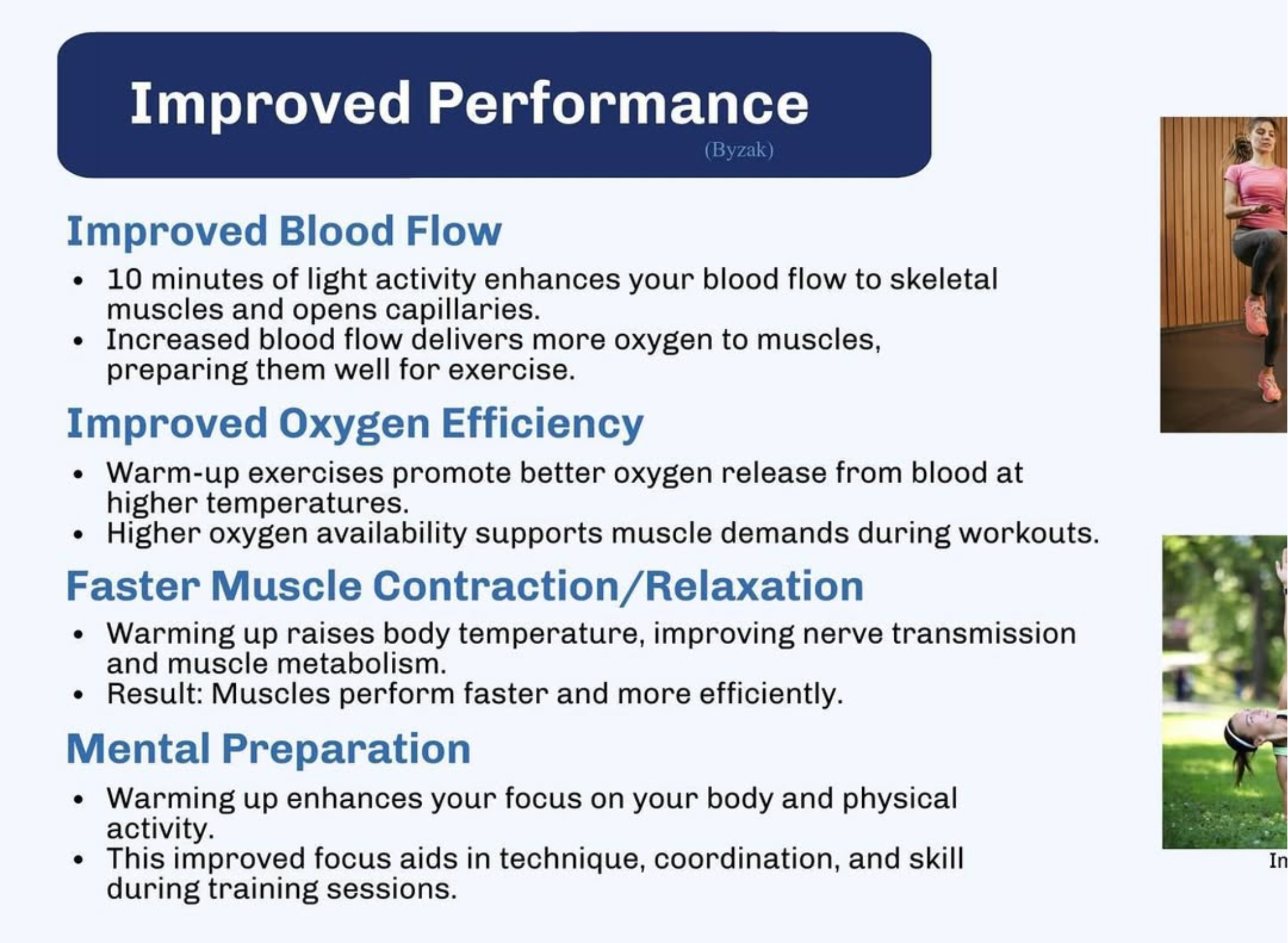 Improved Performance
(Byzak)
Improved Blood Flow
• 10 minutes of light activity enhances your blood flow to skeletal
muscles and opens capillaries.
• Increased blood flow delivers more oxygen to muscles,
preparing them well for exercise.
Improved Oxygen Efficiency
• Warm-up exercises promote better oxygen release from blood at
higher temperatures.
• Higher oxygen availability supports muscle demands during workouts.
Faster Muscle Contraction/Relaxation
• Warming up raises body temperature, improving nerve transmission
and muscle metabolism.
• Result: Muscles perform faster and more efficiently.
Mental Preparation
• Warming up enhances your focus on your body and physical
activity.
• This improved focus aids in technique, coordination, and skill
during training sessions.